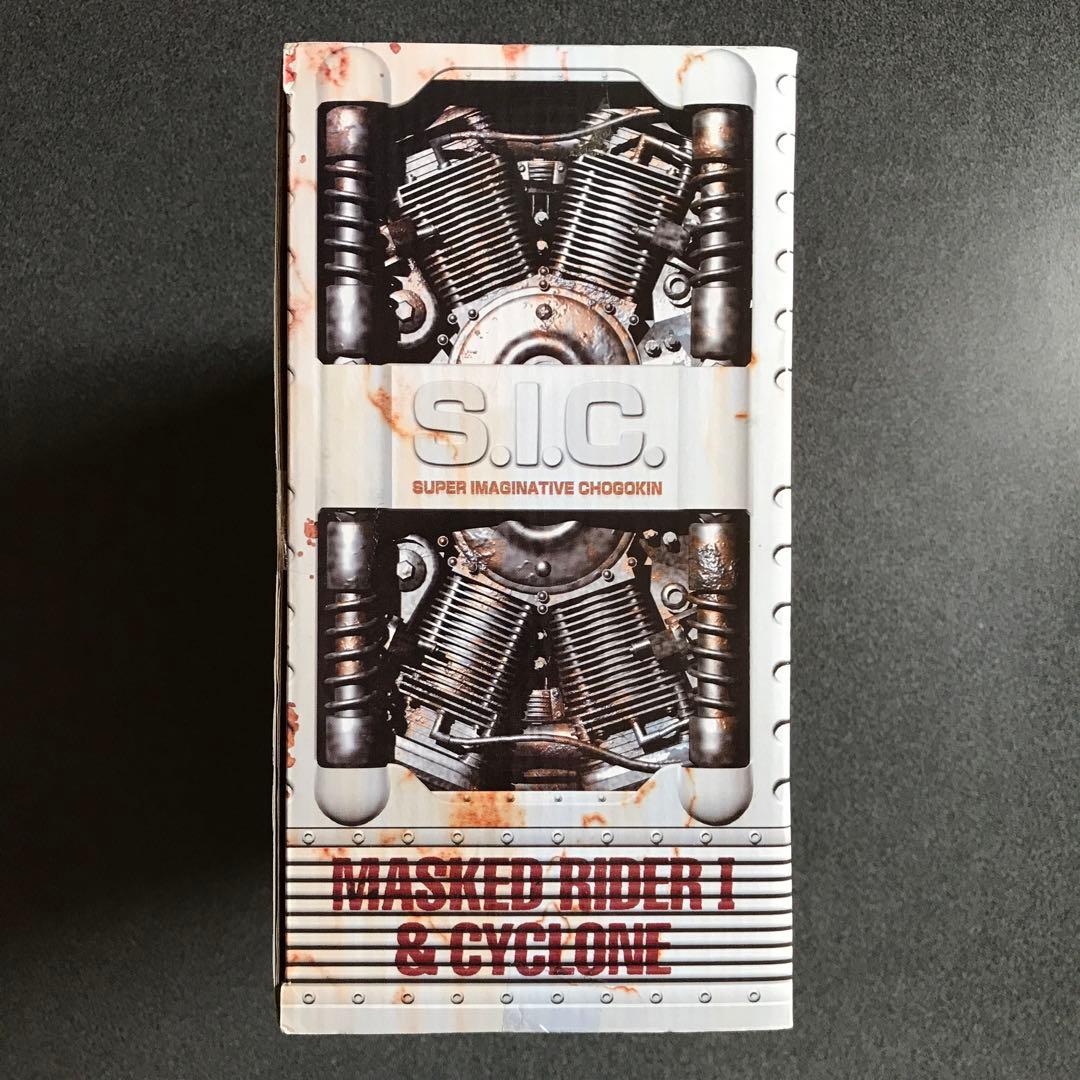 S.I.C.
SUPER IMAGINATIVE CHOGOKIN
MASKED RIDER I
& CYCLONE